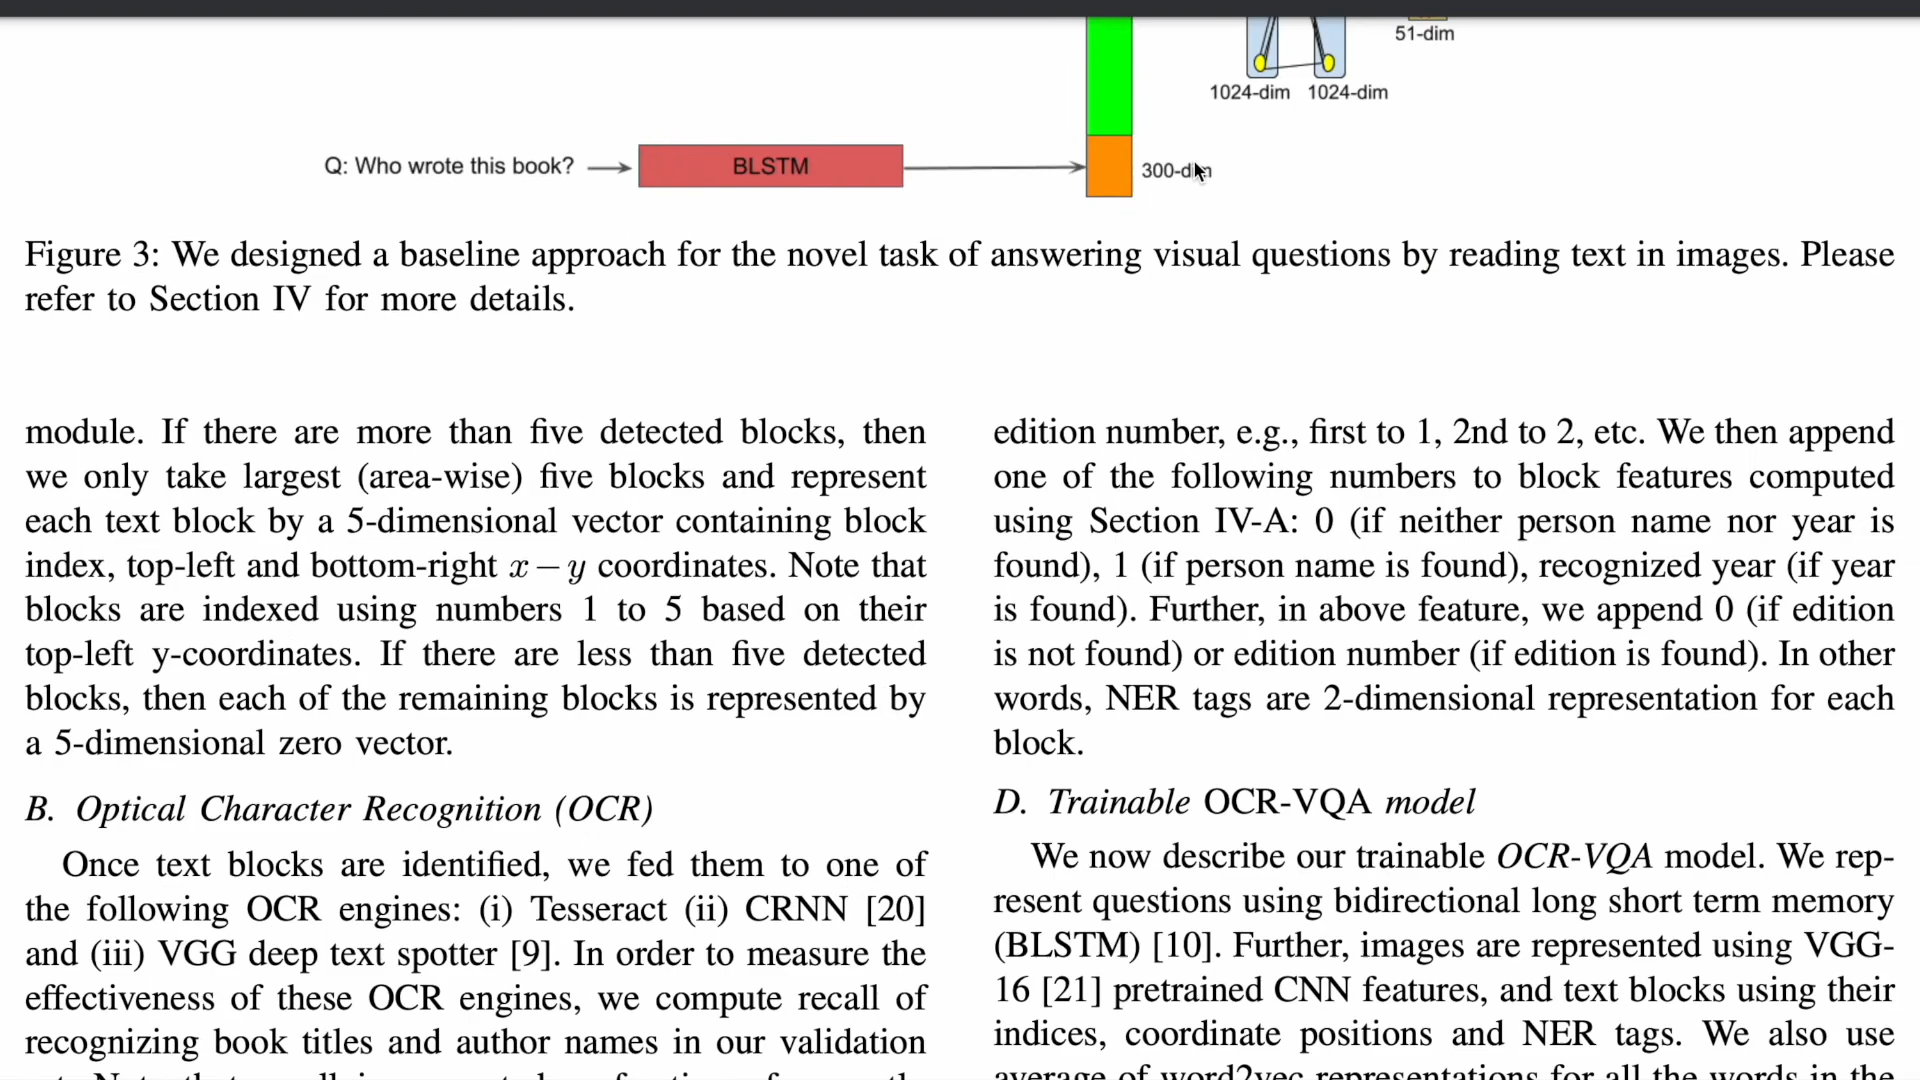 51-dim
1024-dim 1024-dim
Q: Who wrote this book?
BLSTM
Figure 3: We designed a baseline approach for the novel task of answering visual questions by reading text in images. Please
refer to Section IV for more details.
module. If there are more than five detected blocks, then
we only take largest (area-wise) five blocks and represent
each text block by a 5-dimensional vector containing block
index, top-left and bottom-right x−y coordinates. Note that
blocks are indexed using numbers 1 to 5 based on their
top-left y-coordinates. If there are less than five detected
blocks, then each of the remaining blocks is represented by
a 5-dimensional zero vector.
B. Optical Character Recognition (OCR)
Once text blocks are identified, we fed them to one of
the following OCR engines: (i) Tesseract (ii) CRNN [20]
and (iii) VGG deep text spotter [9]. In order to measure the
effectiveness of these OCR engines, we compute recall of
recognizing book titles and author names in our validation
edition number, e.g., first to 1, 2nd to 2, etc. We then append
one of the following numbers to block features computed
using Section IV-A: 0 (if neither person name nor year is
found), 1 (if person name is found), recognized year (if year
is found). Further, in above feature, we append 0 (if edition
is not found) or edition number (if edition is found). In other
words, NER tags are 2-dimensional representation for each
block.
D. Trainable OCR-VQA model
We now describe our trainable OCR-VQA model. We rep-
resent questions using bidirectional long short term memory
(BLSTM) [10]. Further, images are represented using VGG-
16 [21] pretrained CNN features, and text blocks using their
indices, coordinate positions and NER tags. We also use
average of word2vec representations for all the words in the